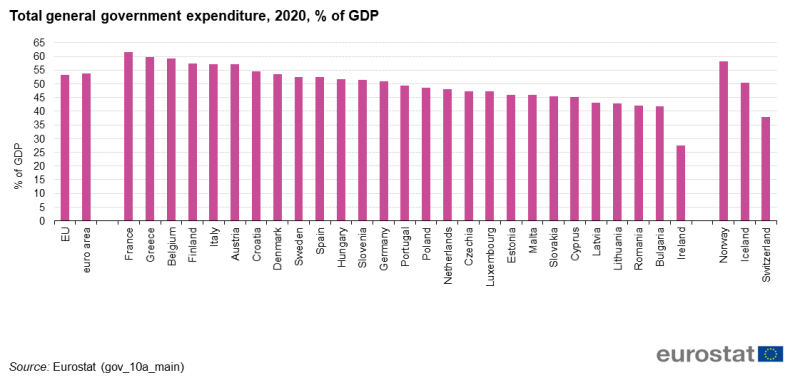 Total general government expenditure, 2020, % of GDP
% of GDP
65
60
55
50
45
40
35
30
25
20
15
10
5
0
EU
euro area
France
Greece
Belgium
Finland
Italy
Austria
Croatia
Denmark
Sweden
Spain
Hungary
Slovenia
Germany
Portugal
Poland
Netherlands
Czechia
Luxembourg
Estonia
Malta
Slovakia
Cyprus
Latvia
Lithuania
Romania
Bulgaria
Ireland
Norway
Iceland
Switzerland
eurostat
Source: Eurostat (gov_10a_main)